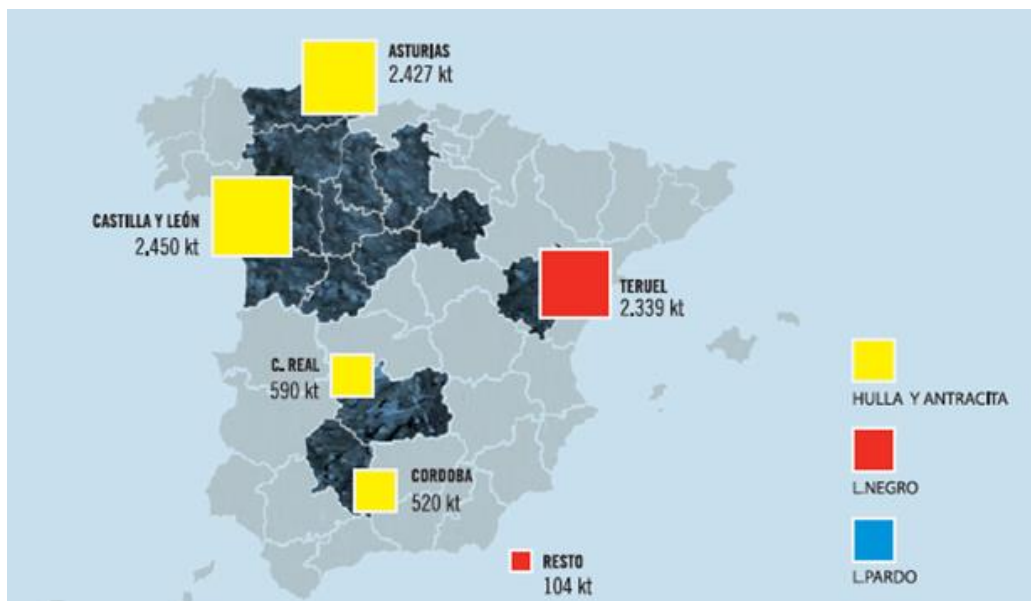 ASTURIAS
2.427 kt
CASTILLA Y LEÓN
2.450 kt
TERUEL
2.339 kt
C. REAL
590 kt
CORDOBA
520 kt
RESTO
104 kt
HULLA Y ANTRACITA
L.NEGRO
L.PARDO